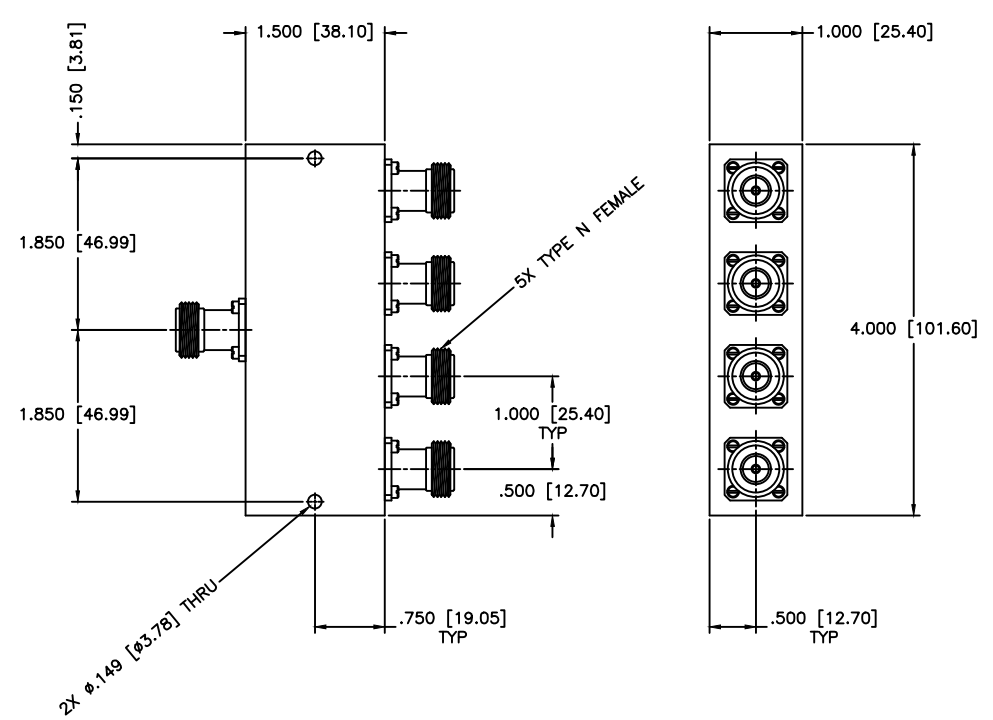 .150 [3.81]
1.500 [38.10]
1.000 [25.40]
1.850 [46.99]
5X TYPE N FEMALE
4.000 [101.60]
1.850 [46.99]
1.000 [25.40]
TYP
.500 [12.70]
2X ø.149 [ø3.78] THRU
.750 [19.05]
TYP
.500 [12.70]
TYP